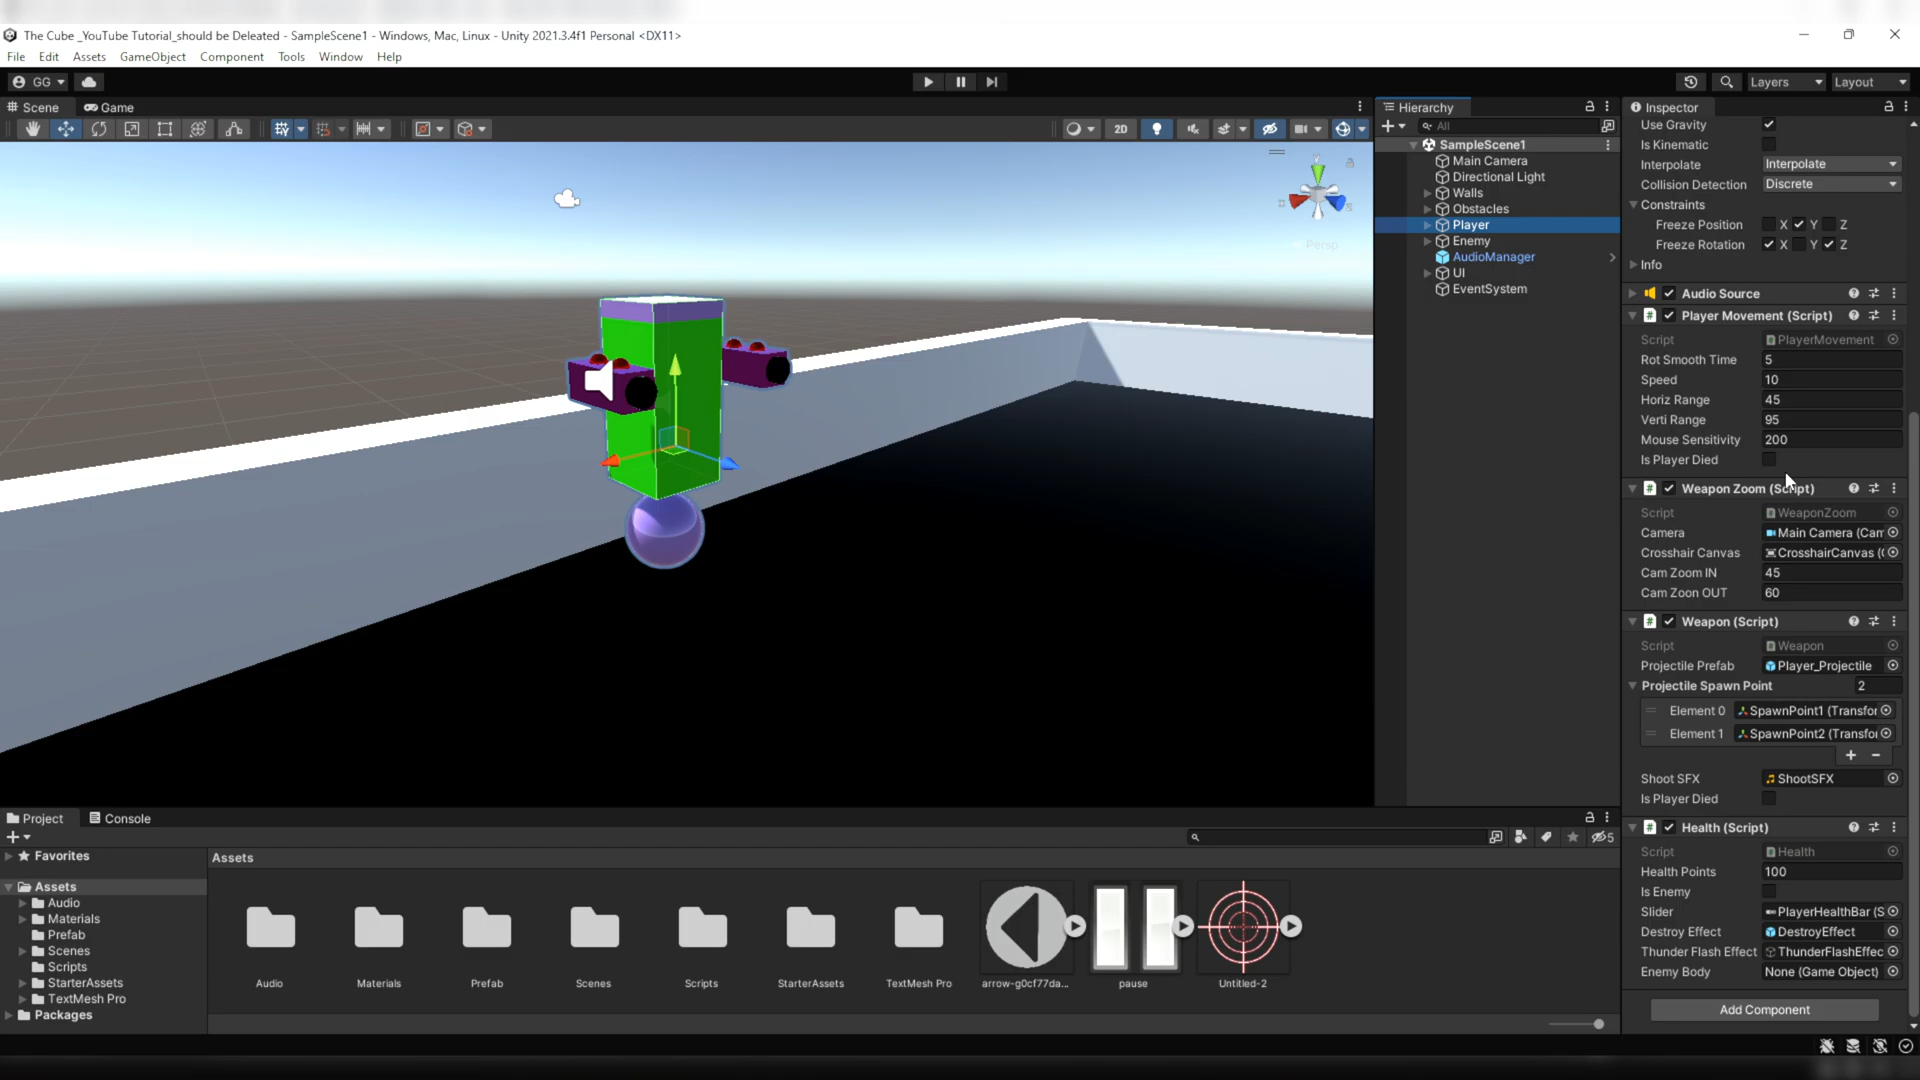 The Cube _YouTube Tutorial_should be Deleated - SampleScene1 - Windows, Mac, Linux - Unity 2021.3.4f1 Personal <DX11>
File Edit Assets GameObject Component Tools Window Help
GG Layers Layout
Scene Game
2D
Persp
Hierarchy
All
SampleScene1
Main Camera
Directional Light
Walls
Obstacles
Player
Enemy
AudioManager
UI
EventSystem
Inspector
Use Gravity
Is Kinematic
Interpolate Interpolate
Collision Detection Discrete
Constraints
Freeze Position X Y Z
Freeze Rotation X Y Z
Info
Audio Source
Player Movement (Script)
Script PlayerMovement
Rot Smooth Time 5
Speed 10
Horiz Range 45
Verti Range 95
Mouse Sensitivity 200
Is Player Died
Weapon Zoom (Script)
Script WeaponZoom
Camera Main Camera (Cam
Crosshair Canvas CrosshairCanvas (
Cam Zoom IN 45
Cam Zoon OUT 60
Weapon (Script)
Script Weapon
Projectile Prefab Player_Projectile
Projectile Spawn Point 2
Element 0 SpawnPoint1 (Transfor
Element 1 SpawnPoint2 (Transfor
Shoot SFX ShootSFX
Is Player Died
Health (Script)
Script Health
Health Points 100
Is Enemy
Slider PlayerHealthBar (S
Destroy Effect DestroyEffect
Thunder Flash Effect ThunderFlashEffec
Enemy Body None (Game Object)
Add Component
Project Console
5
Favorites
Assets
Audio
Materials
Prefab
Scenes
Scripts
StarterAssets
TextMesh Pro
Packages
Assets
Audio Materials Prefab Scenes Scripts StarterAssets TextMesh Pro arrow-g0cf77da... pause Untitled-2